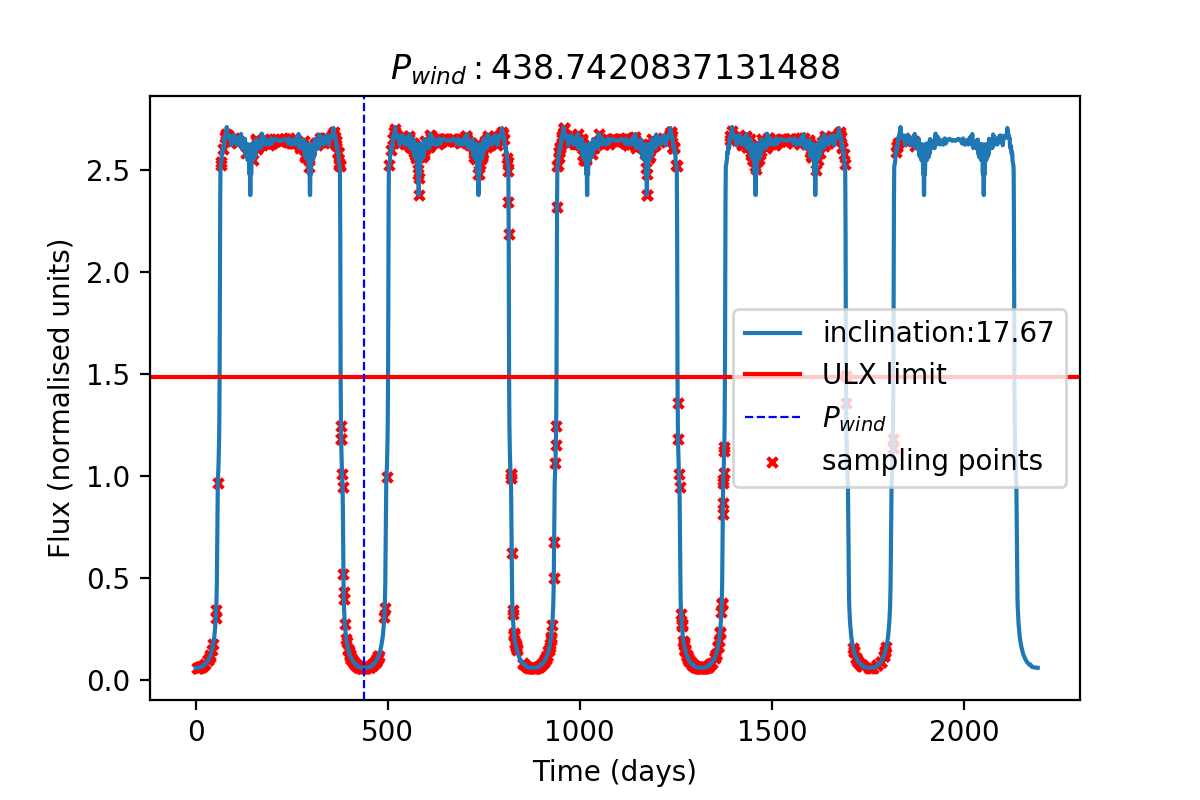 P_wind : 438.7420837131488
Flux (normalised units)
2.5
2.0
1.5
1.0
0.5
0.0
inclination:17.67
ULX limit
P_wind
sampling points
0
500
1000
1500
2000
Time (days)